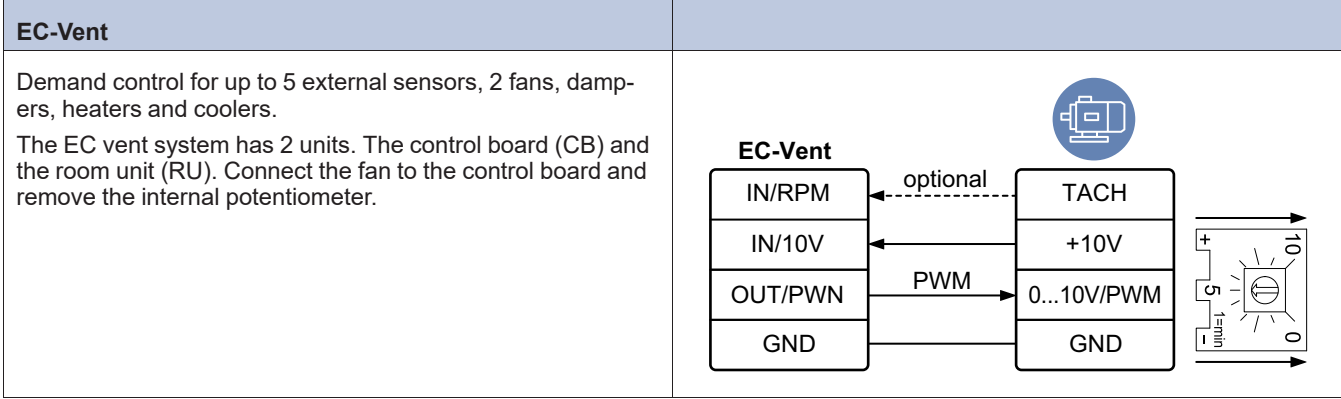 EC-Vent
Demand control for up to 5 external sensors, 2 fans, damp-
ers, heaters and coolers.
The EC vent system has 2 units. The control board (CB) and
the room unit (RU). Connect the fan to the control board and
remove the internal potentiometer.
EC-Vent
IN/RPM
optional
TACH
IN/10V
+10V
OUT/PWN
PWM
0...10V/PWM
GND
GND
+
10
5
1=min
-
0